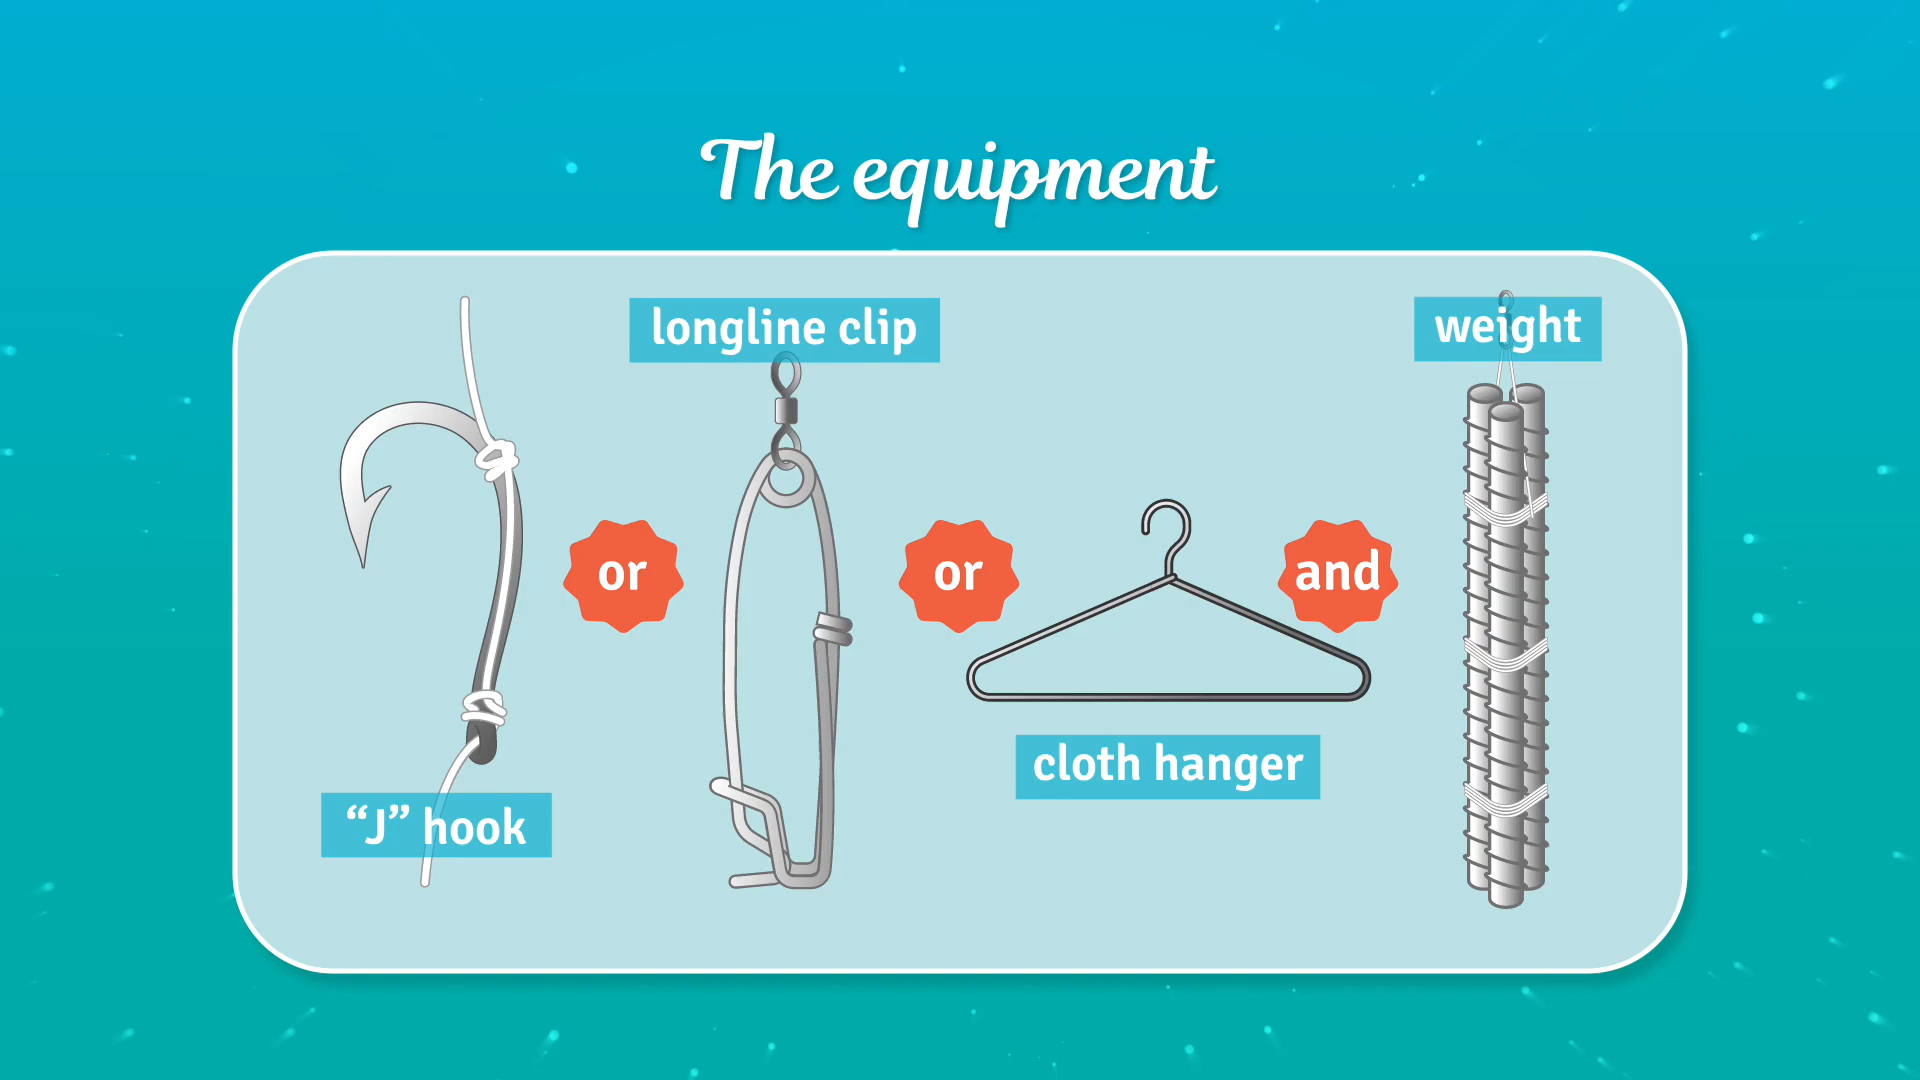 The equipment
longline clip
weight
or
or
and
cloth hanger
“J” hook